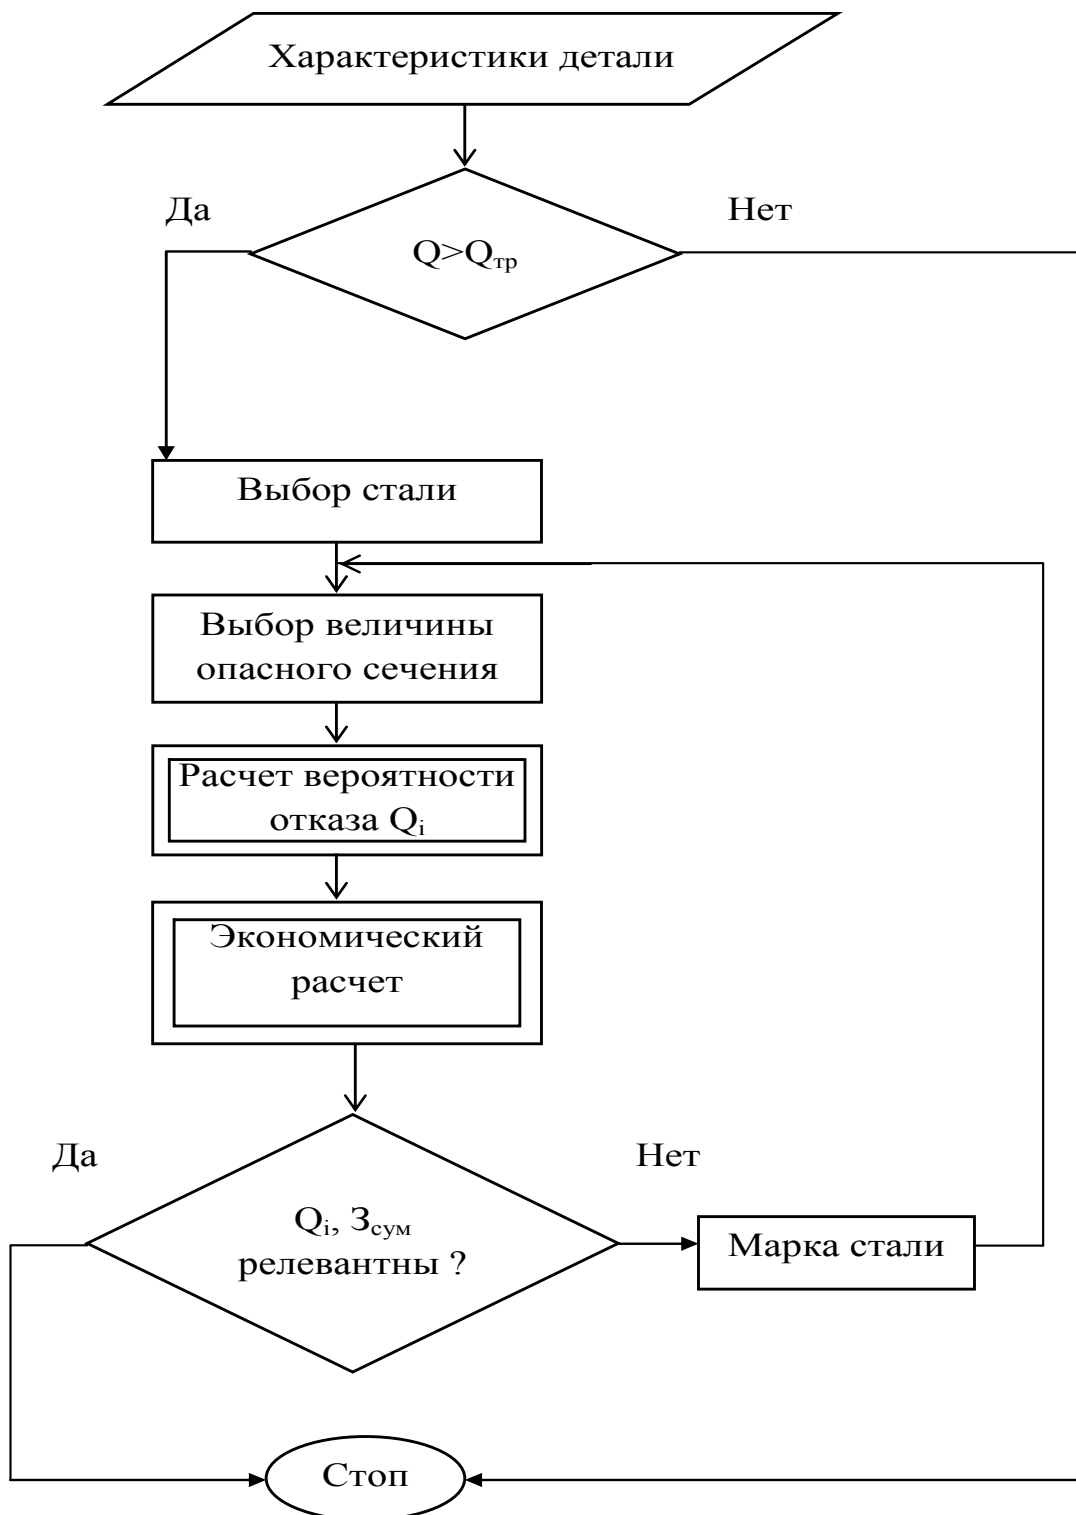 Характеристики детали
Да
Нет
Q>Qтр
Выбор стали
Выбор величины
опасного сечения
Расчет вероятности
отказа Qi
Экономический
расчет
Да
Нет
Qi, Зсум
релевантны ?
Марка стали
Стоп